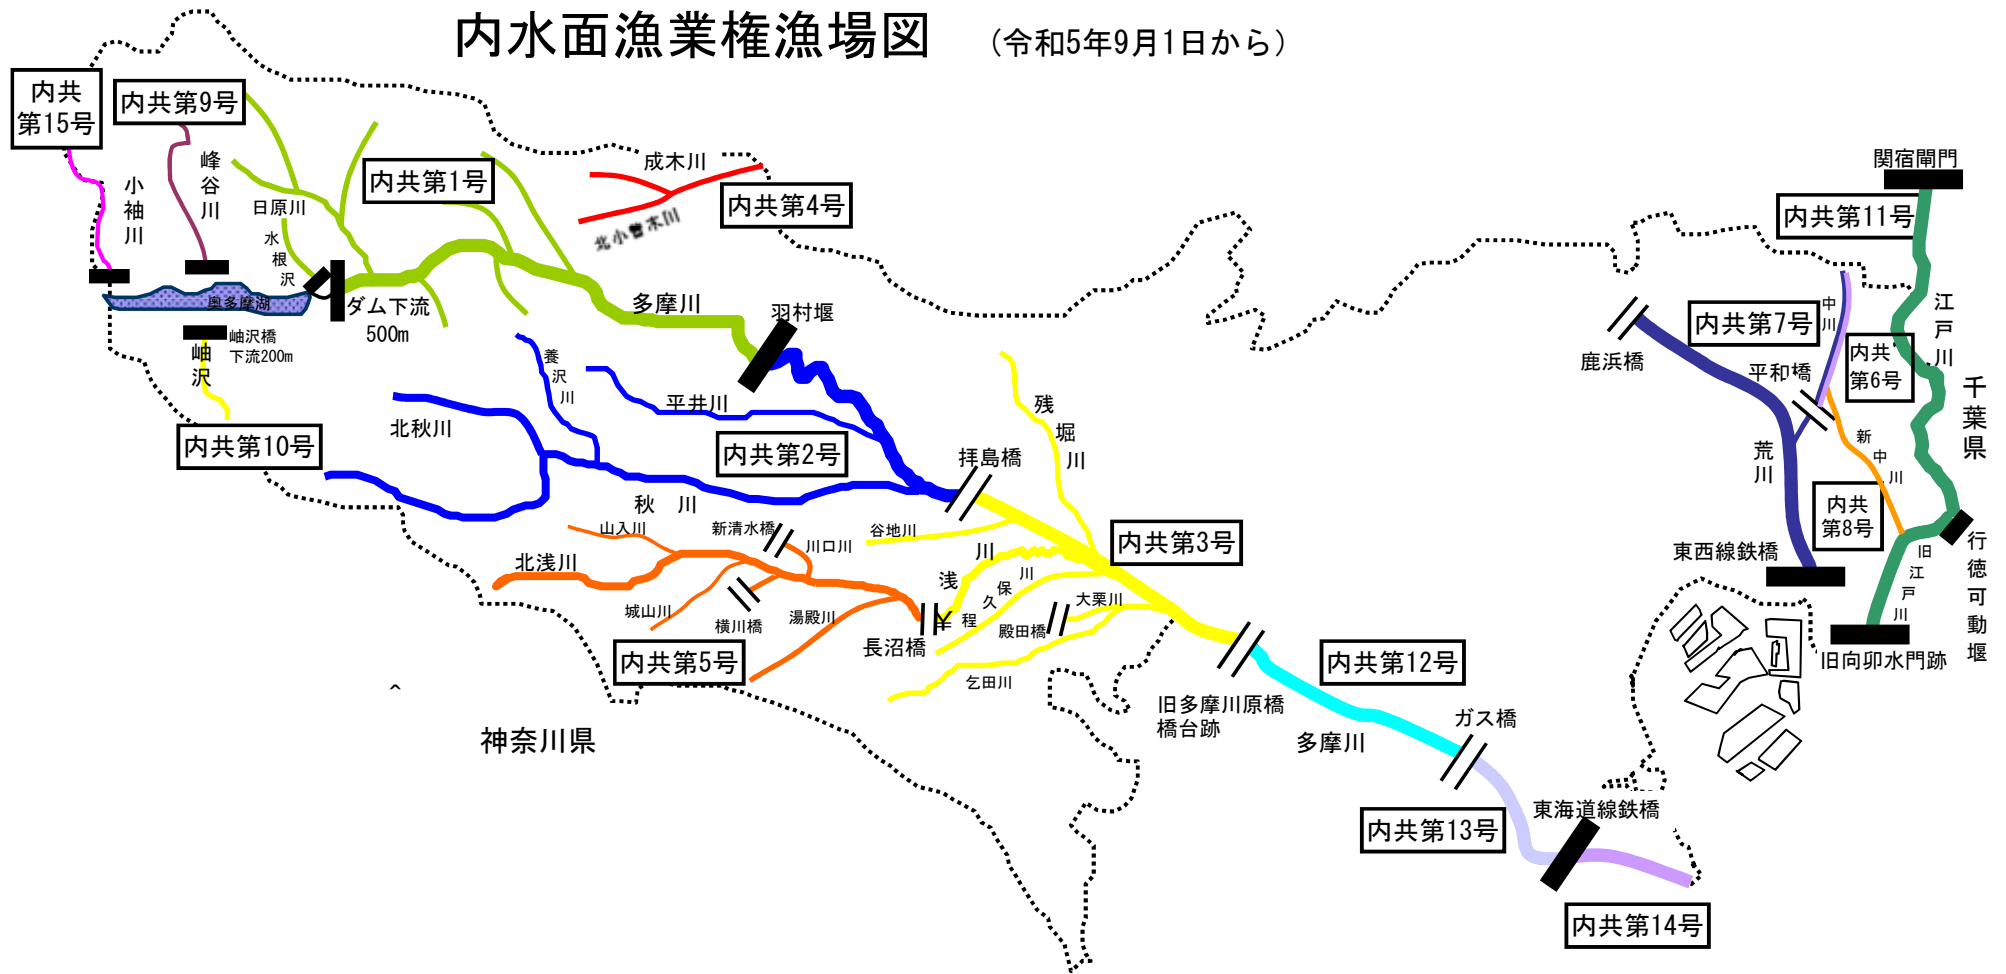 内水面漁業権漁場図 （令和5年9月1日から）
内共
第15号
内共第9号
小袖川
峰谷川
日原川
水根沢
奥多摩湖
内共第1号
成木川
北小曽木川
内共第4号
ダム下流
500m
多摩川
羽村堰
岫沢橋
下流200m
岫沢
内共第10号
養沢川
平井川
北秋川
内共第2号
秋川
拝島橋
残堀川
谷地川
内共第3号
山入川
新清水橋
川口川
北浅川
城山川
横川橋
湯殿川
内共第5号
浅川
長沼橋
程久保川
殿田橋
大栗川
乞田川
旧多摩川原橋
橋台跡
内共第12号
多摩川
ガス橋
内共第13号
東海道線鉄橋
内共第14号
神奈川県
関宿閘門
内共第11号
江戸川
千葉県
内共第7号
中川
内共
第6号
鹿浜橋
平和橋
荒川
新中川
内共
第8号
東西線鉄橋
行徳可動堰
旧江戸川
旧向卯水門跡